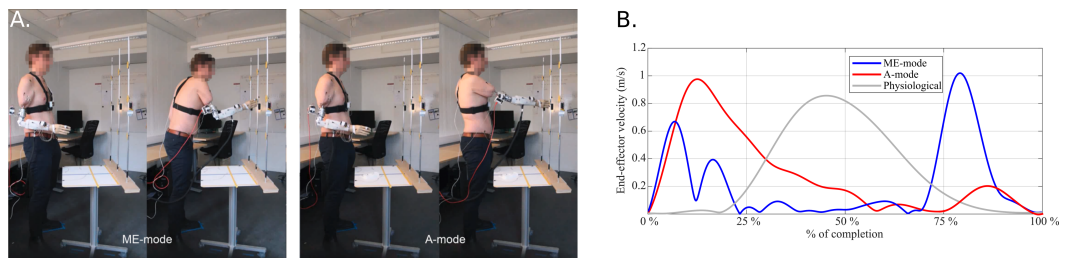 A.
ME-mode
A-mode
B.
1.2
1
0.8
0.6
0.4
0.2
0 %
25 %
50 %
75 %
100 %
End-effector velocity (m/s)
% of completion
ME-mode
A-mode
Physiological